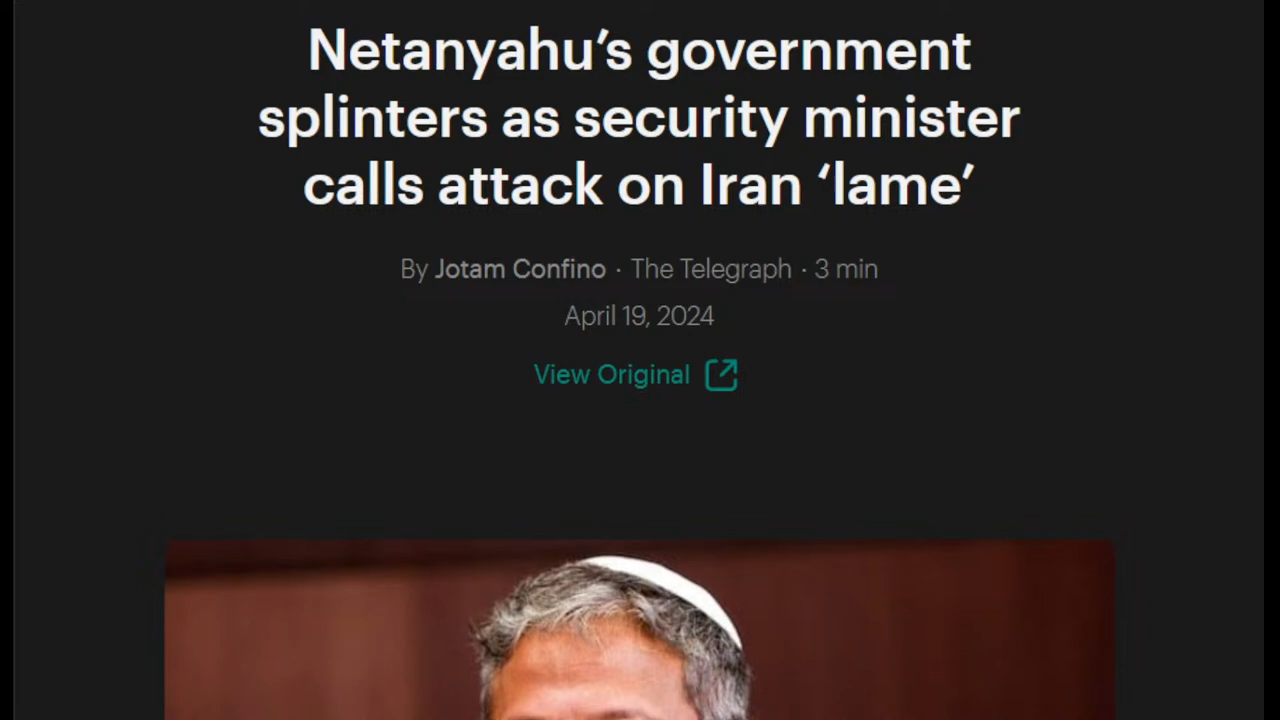 Netanyahu’s government
splinters as security minister
calls attack on Iran ‘lame’
By Jotam Confino · The Telegraph · 3 min
April 19, 2024
View Original